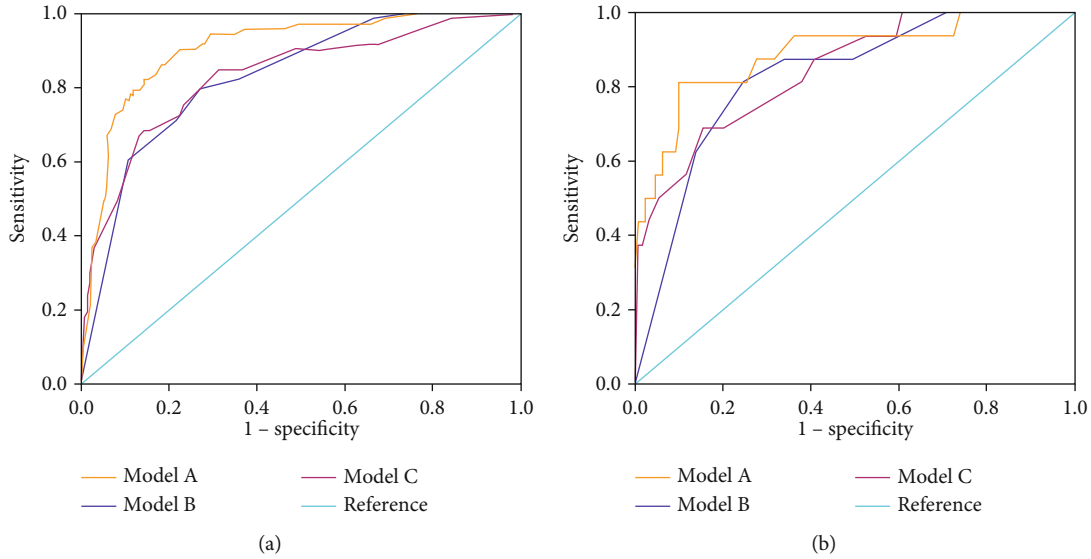 1.0
0.8
0.6
0.4
0.2
0.0
Sensitivity
0.0 0.2 0.4 0.6 0.8 1.0
1 – specificity
Model A
Model B
Model C
Reference
(a)
1.0
0.8
0.6
0.4
0.2
0.0
Sensitivity
0.0 0.2 0.4 0.6 0.8 1.0
1 – specificity
Model A
Model B
Model C
Reference
(b)